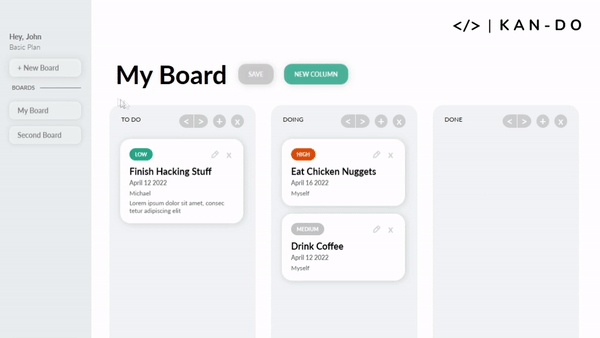 </> | KAN-DO
Hey, John
Basic Plan
+ New Board
BOARDS
My Board
Second Board
My Board
SAVE
NEW COLUMN
TO DO
< | >
+
x
LOW
x
Finish Hacking Stuff
April 12 2022
Michael
Lorem ipsum dolor sit amet, consec
tetur adipiscing elit
DOING
< | >
+
x
HIGH
x
Eat Chicken Nuggets
April 16 2022
Myself
MEDIUM
x
Drink Coffee
April 12 2022
Myself
DONE
< | >
+
x